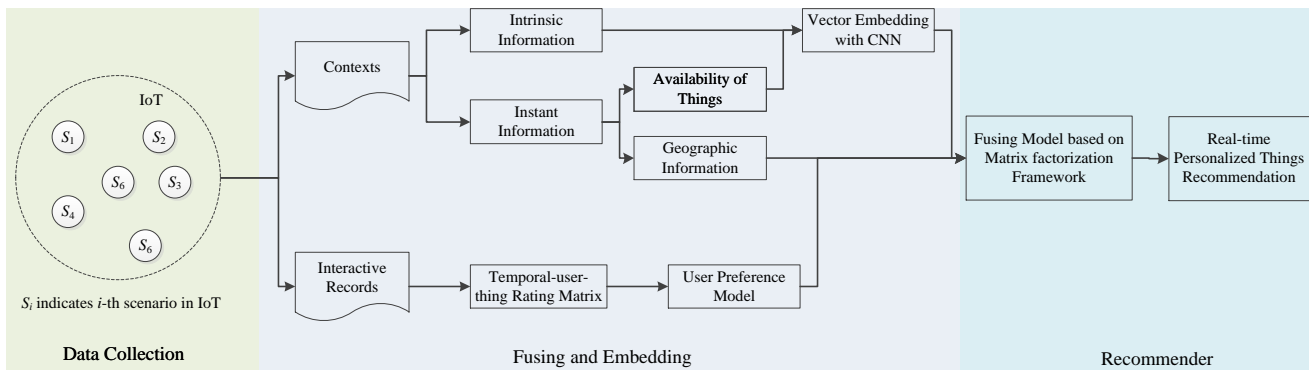 IoT
S1
S2
S6
S3
S4
S6
Si indicates i-th scenario in IoT
Data Collection
Contexts
Intrinsic
Information
Instant
Information
Availability of
Things
Geographic
Information
Vector Embedding
with CNN
Interactive
Records
Temporal-user-
thing Rating Matrix
User Preference
Model
Fusing and Embedding
Fusing Model based on
Matrix factorization
Framework
Real-time
Personalized Things
Recommendation
Recommender